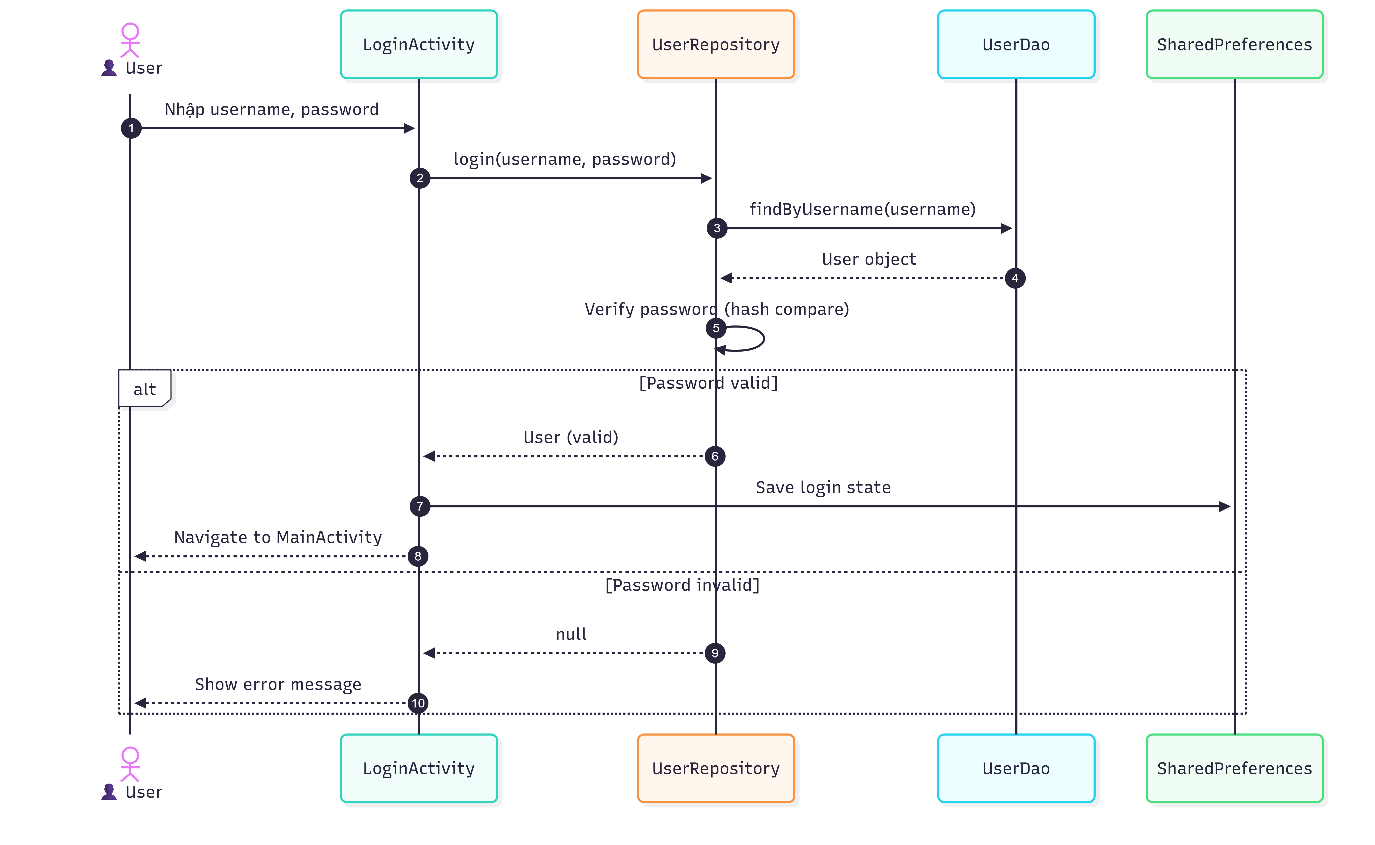 User
LoginActivity
UserRepository
UserDao
SharedPreferences
Nhập username, password
1
login(username, password)
2
findByUsername(username)
3
User object
4
Verify password (hash compare)
5
alt
[Password valid]
User (valid)
6
Save login state
7
Navigate to MainActivity
8
[Password invalid]
null
9
Show error message
10
User
LoginActivity
UserRepository
UserDao
SharedPreferences